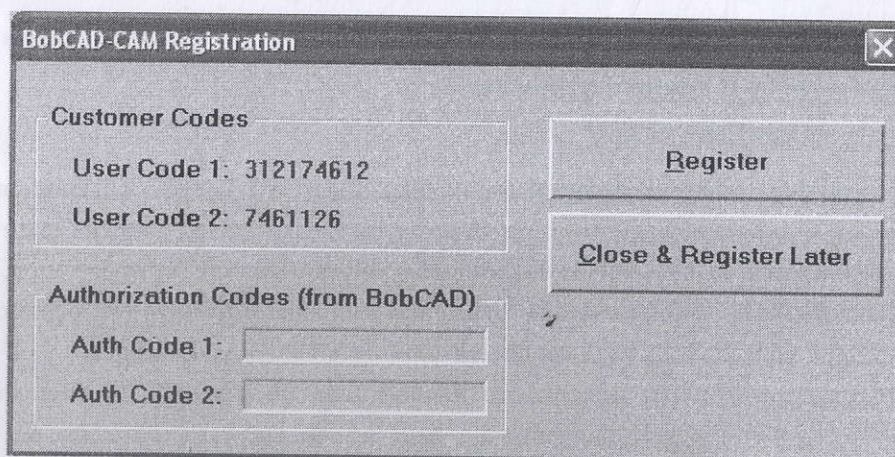 BobCAD-CAM Registration
Customer Codes
User Code 1: 312174612
User Code 2: 7461126
Register
Close & Register Later
Authorization Codes (from BobCAD)
Auth Code 1:
Auth Code 2: